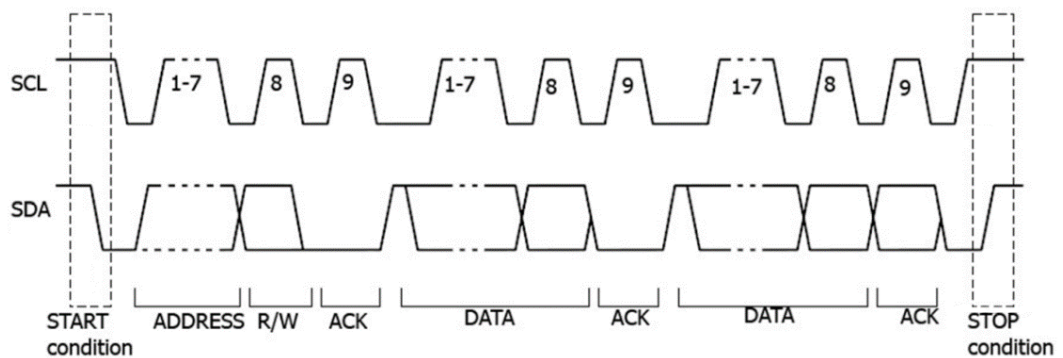 SCL 1-7 8 9 1-7 8 9 1-7 8 9
SDA
START ADDRESS R/W ACK DATA ACK DATA ACK STOP
condition condition